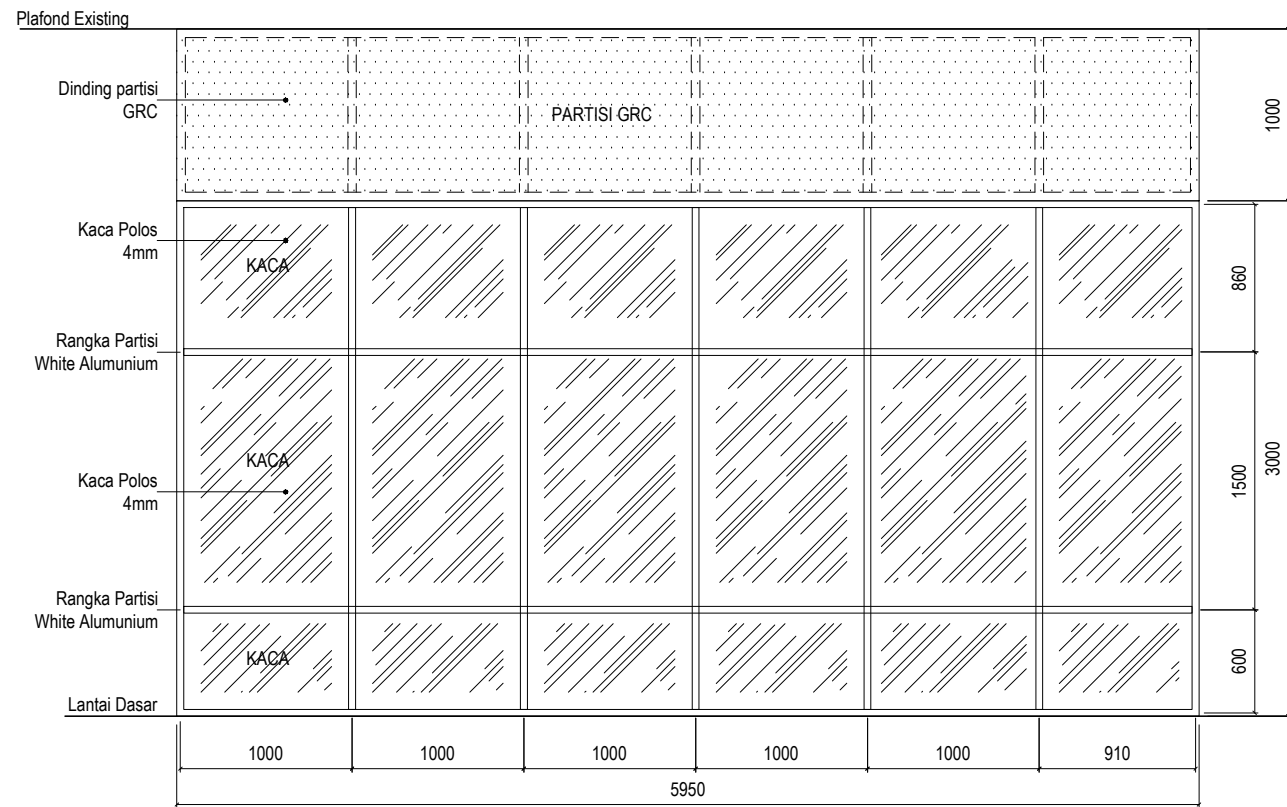 Plafond Existing
Dinding partisi
GRC
PARTISI GRC
1000
Kaca Polos
4mm
KACA
860
Rangka Partisi
White Alumunium
KACA
Kaca Polos
4mm
1500
3000
Rangka Partisi
White Alumunium
KACA
600
Lantai Dasar
1000
1000
1000
1000
1000
910
5950